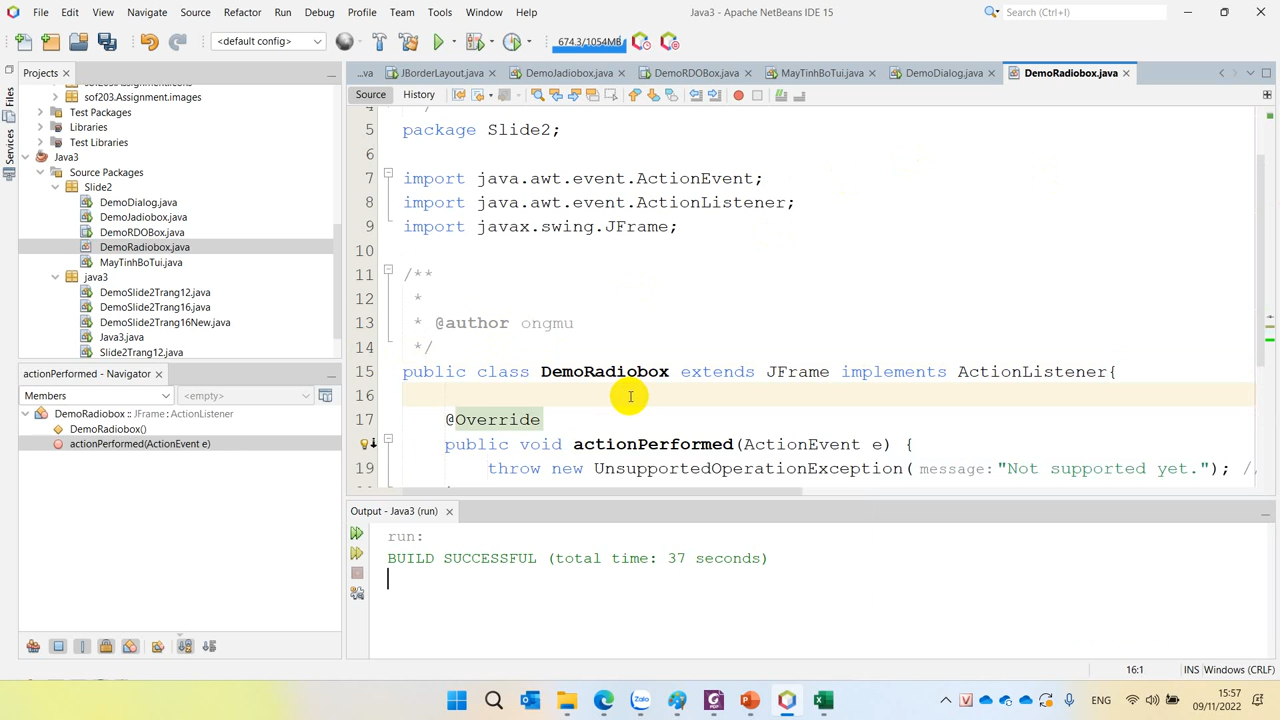 File Edit View Navigate Source Refactor Run Debug Profile Team Tools Window Help
Java3 - Apache NetBeans IDE 15
Search (Ctrl+I)
<default config>
674.3/1054MB
Projects
...va JBorderLayout.java DemoJadiobox.java DemoRDOBox.java MayTinhBoTui.java DemoDialog.java DemoRadiobox.java
Files
Services
sof203.Assignment.images
Test Packages
Libraries
Test Libraries
Java3
Source Packages
Slide2
DemoDialog.java
DemoJadiobox.java
DemoRDOBox.java
DemoRadiobox.java
MayTinhBoTui.java
java3
DemoSlide2Trang12.java
DemoSlide2Trang16.java
DemoSlide2Trang16New.java
Java3.java
Slide2Trang12.java
actionPerformed - Navigator
Members
<empty>
DemoRadiobox :: JFrame : ActionListener
DemoRadiobox()
actionPerformed(ActionEvent e)
Source History
5 package Slide2;
6
7 import java.awt.event.ActionEvent;
8 import java.awt.event.ActionListener;
9 import javax.swing.JFrame;
10
11 /**
12 *
13 * @author ongmu
14 */
15 public class DemoRadiobox extends JFrame implements ActionListener{
16
17 @Override
public void actionPerformed(ActionEvent e) {
19 throw new UnsupportedOperationException( message:"Not supported yet."); //
Output - Java3 (run)
run:
BUILD SUCCESSFUL (total time: 37 seconds)
16:1 INS Windows (CRLF)
Zalo
ENG
15:57
09/11/2022